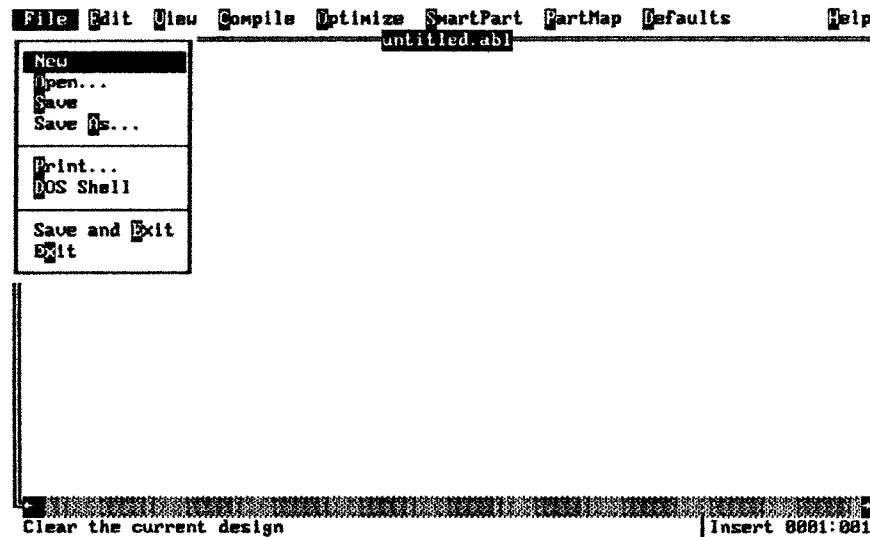 File Edit View Compile Optimize SmartPart PartMap Defaults Help
untitled.abl
New
Open...
Save
Save As...
Print...
DOS Shell
Save and Exit
Exit
Clear the current design Insert 0001:001